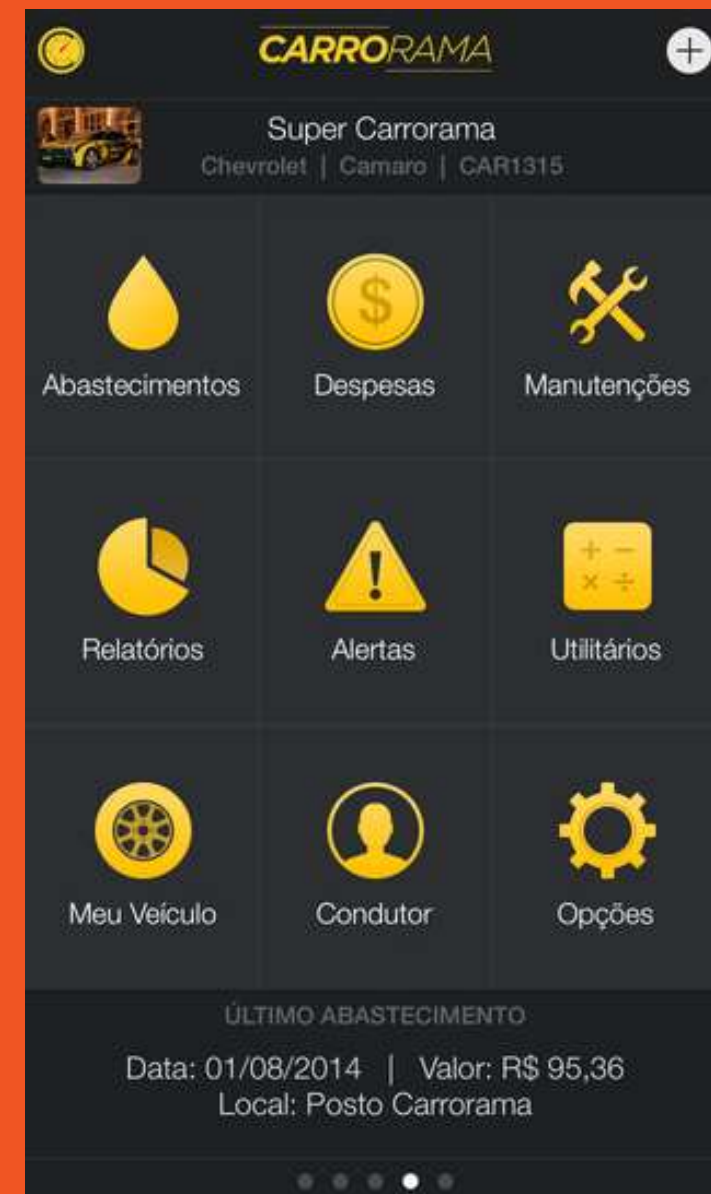 CARRORAMA
Super Carrorama
Chevrolet | Camaro | CAR1315
Abastecimentos
Despesas
Manutenções
Relatórios
Alertas
Utilitários
Meu Veículo
Condutor
Opções
ÚLTIMO ABASTECIMENTO
Data: 01/08/2014 | Valor: R$ 95,36
Local: Posto Carrorama